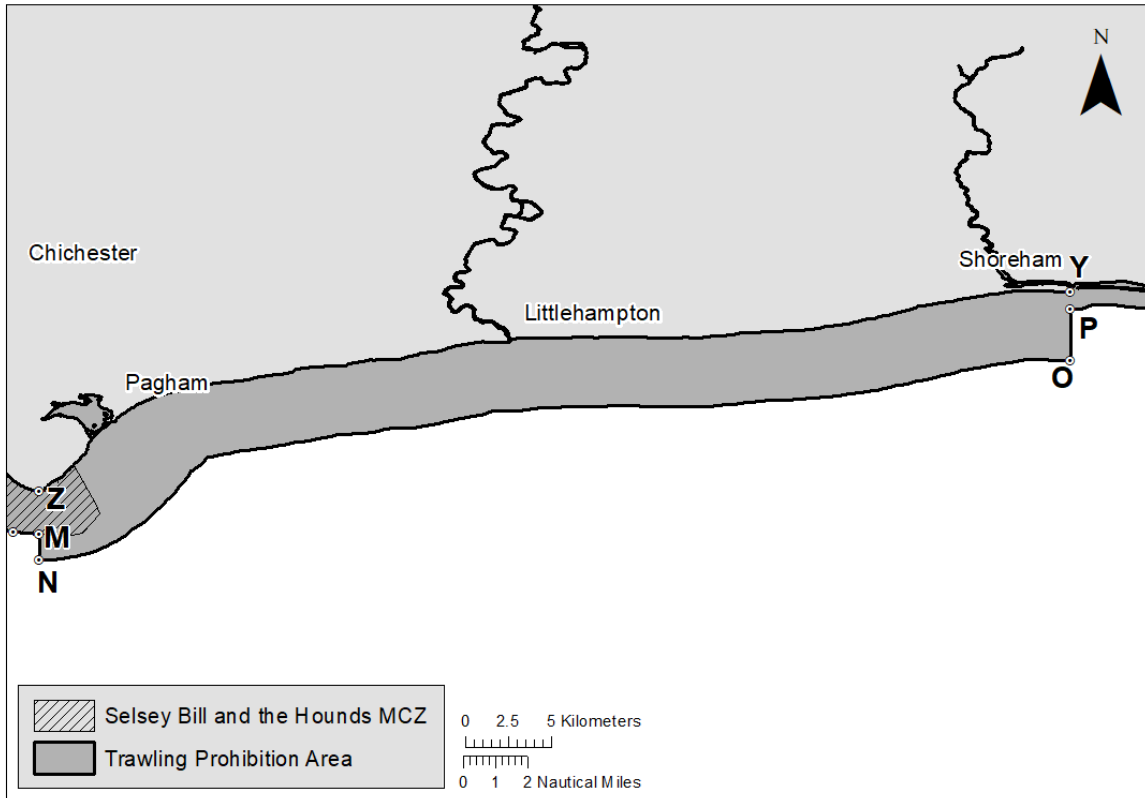 N
Chichester
Shoreham
Y
Littlehampton
P
O
Pagham
Z
M
N
Selsey Bill and the Hounds MCZ
Trawling Prohibition Area
0 2.5 5 Kilometers
0 1 2 Nautical Miles